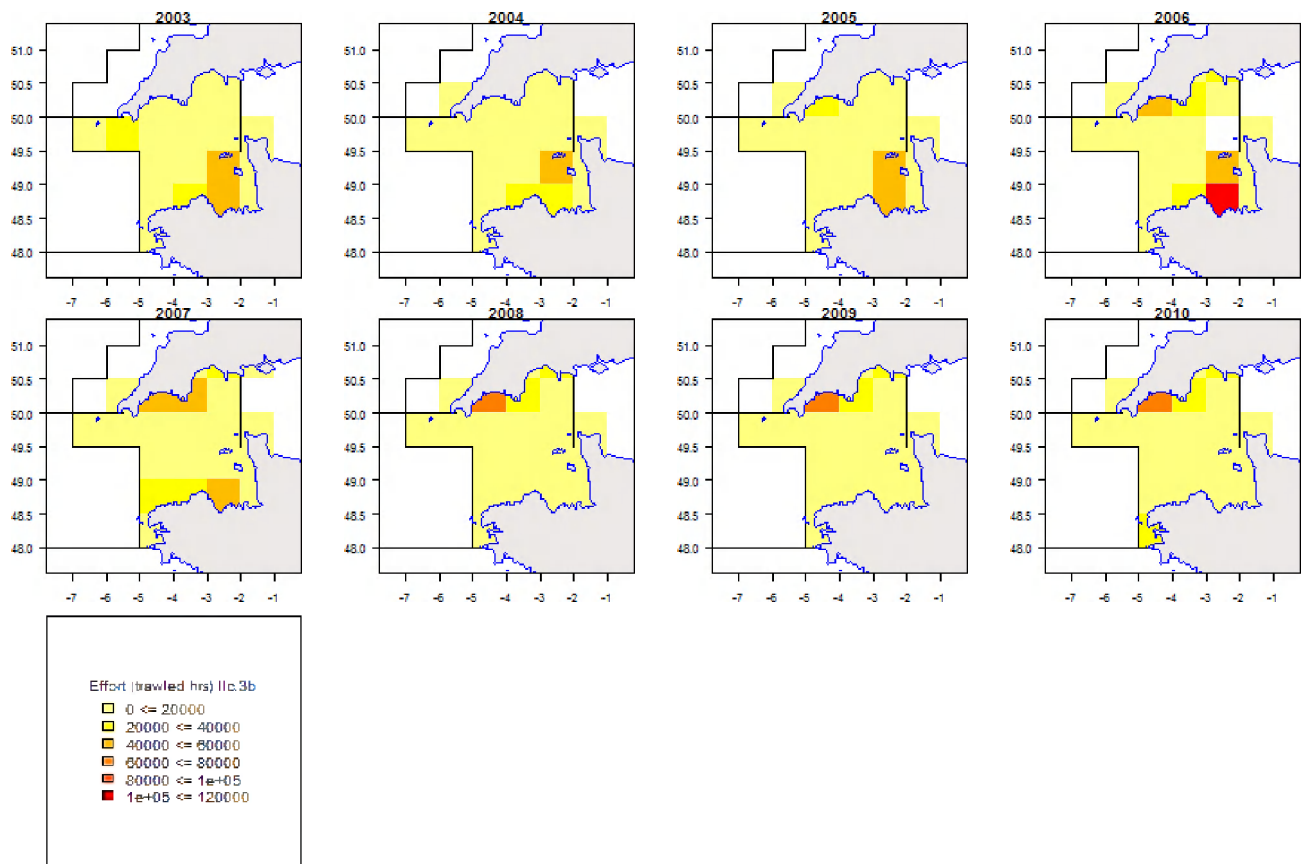 2003 2004 2005 2006
51.0 51.0 51.0 51.0
50.5 50.5 50.5 50.5
50.0 50.0 50.0 50.0
49.5 49.5 49.5 49.5
49.0 49.0 49.0 49.0
48.5 48.5 48.5 48.5
48.0 48.0 48.0 48.0
-7 -6 -5 -4 -3 -2 -1 -7 -6 -5 -4 -3 -2 -1 -7 -6 -5 -4 -3 -2 -1 -7 -6 -5 -4 -3 -2 -1
2007 2008 2009 2010
51.0 51.0 51.0 51.0
50.5 50.5 50.5 50.5
50.0 50.0 50.0 50.0
49.5 49.5 49.5 49.5
49.0 49.0 49.0 49.0
48.5 48.5 48.5 48.5
48.0 48.0 48.0 48.0
-7 -6 -5 -4 -3 -2 -1 -7 -6 -5 -4 -3 -2 -1 -7 -6 -5 -4 -3 -2 -1 -7 -6 -5 -4 -3 -2 -1
Effort (trawled hrs) IIc.3b
0 <= 20000
20000 <= 40000
40000 <= 60000
60000 <= 80000
80000 <= 1e+05
1e+05 <= 120000